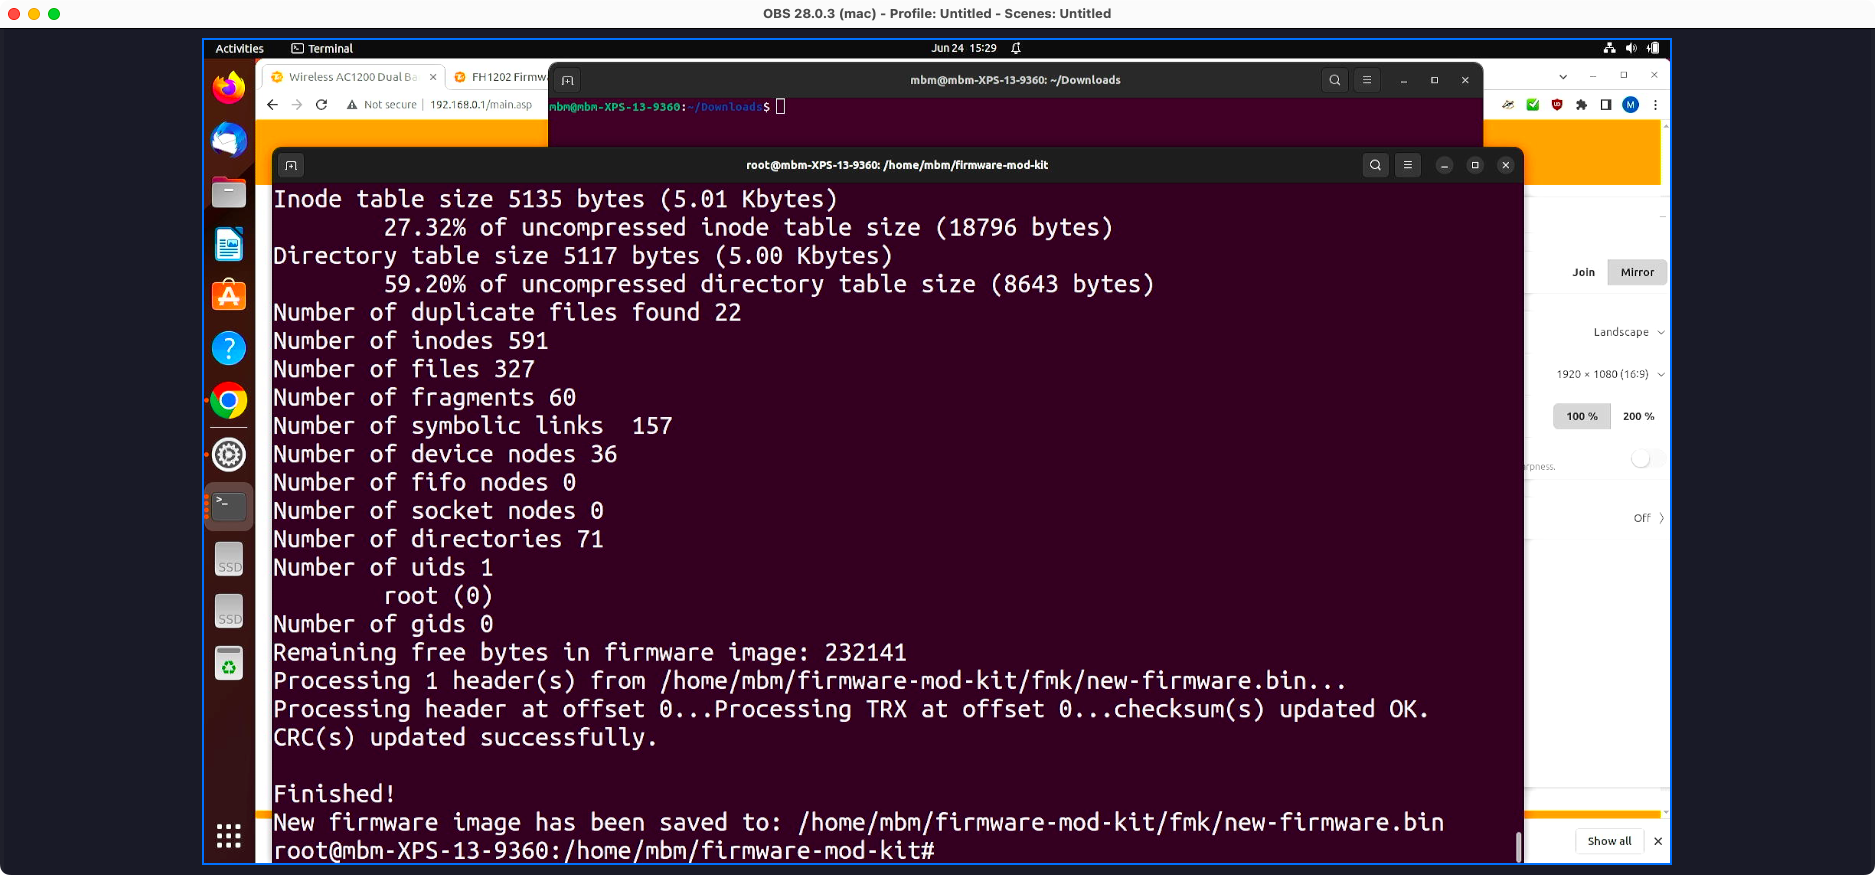 OBS 28.0.3 (mac) - Profile: Untitled - Scenes: Untitled
Activities
Terminal
Jun 24 15:29
Wireless AC1200 Dual Ba
FH1202 Firmw
mbm@mbm-XPS-13-9360: ~/Downloads
Not secure
192.168.0.1/main.asp
mbm@mbm-XPS-13-9360:~/Downloads$
M
root@mbm-XPS-13-9360: /home/mbm/firmware-mod-kit
Inode table size 5135 bytes (5.01 Kbytes)
27.32% of uncompressed inode table size (18796 bytes)
Directory table size 5117 bytes (5.00 Kbytes)
59.20% of uncompressed directory table size (8643 bytes)
Number of duplicate files found 22
Number of inodes 591
Number of files 327
Number of fragments 60
Number of symbolic links  157
Number of device nodes 36
Number of fifo nodes 0
Number of socket nodes 0
Number of directories 71
Number of uids 1
root (0)
Number of gids 0
Remaining free bytes in firmware image: 232141
Processing 1 header(s) from /home/mbm/firmware-mod-kit/fmk/new-firmware.bin...
Processing header at offset 0...Processing TRX at offset 0...checksum(s) updated OK.
CRC(s) updated successfully.
Finished!
New firmware image has been saved to: /home/mbm/firmware-mod-kit/fmk/new-firmware.bin
root@mbm-XPS-13-9360:/home/mbm/firmware-mod-kit#
Join
Mirror
Landscape
1920 × 1080 (16:9)
100 %
200 %
rpness.
Off
Show all
SSD
SSD